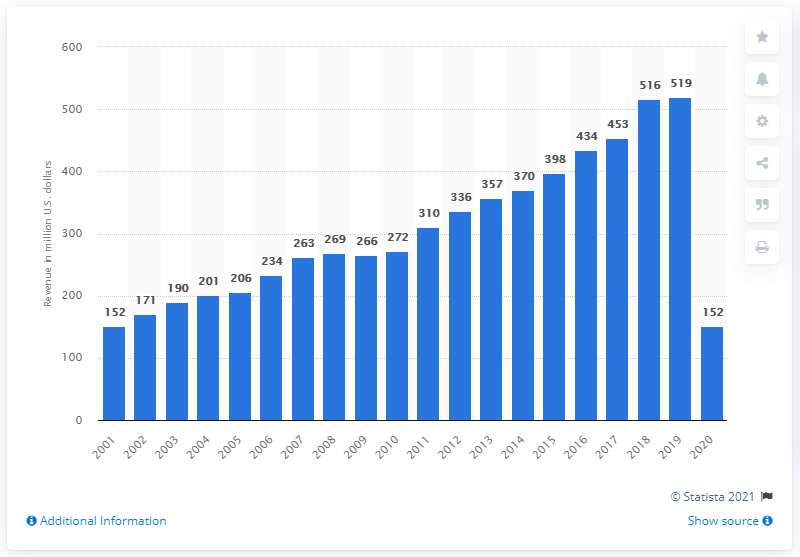 600
500
400
300
200
100
0
Revenue in million U.S. dollars
152 171 190 201 206 234 263 269 266 272 310 336 357 370 398 434 453 516 519 152
2001 2002 2003 2004 2005 2006 2007 2008 2009 2010 2011 2012 2013 2014 2015 2016 2017 2018 2019 2020
© Statista 2021
Additional Information
Show source